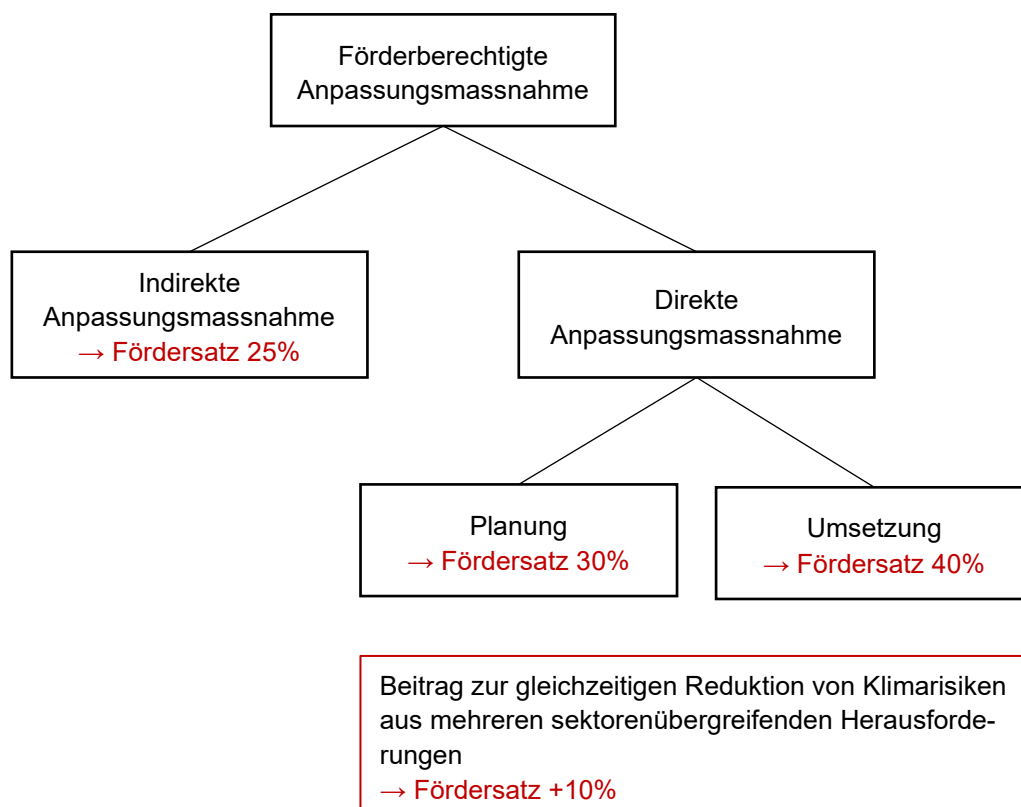 Förderberechtigte
Anpassungsmassnahme
Indirekte
Anpassungsmassnahme
→ Fördersatz 25%
Direkte
Anpassungsmassnahme
Planung
→ Fördersatz 30%
Umsetzung
→ Fördersatz 40%
Beitrag zur gleichzeitigen Reduktion von Klimarisiken
aus mehreren sektorenübergreifenden Herausforde-
rungen
→ Fördersatz +10%